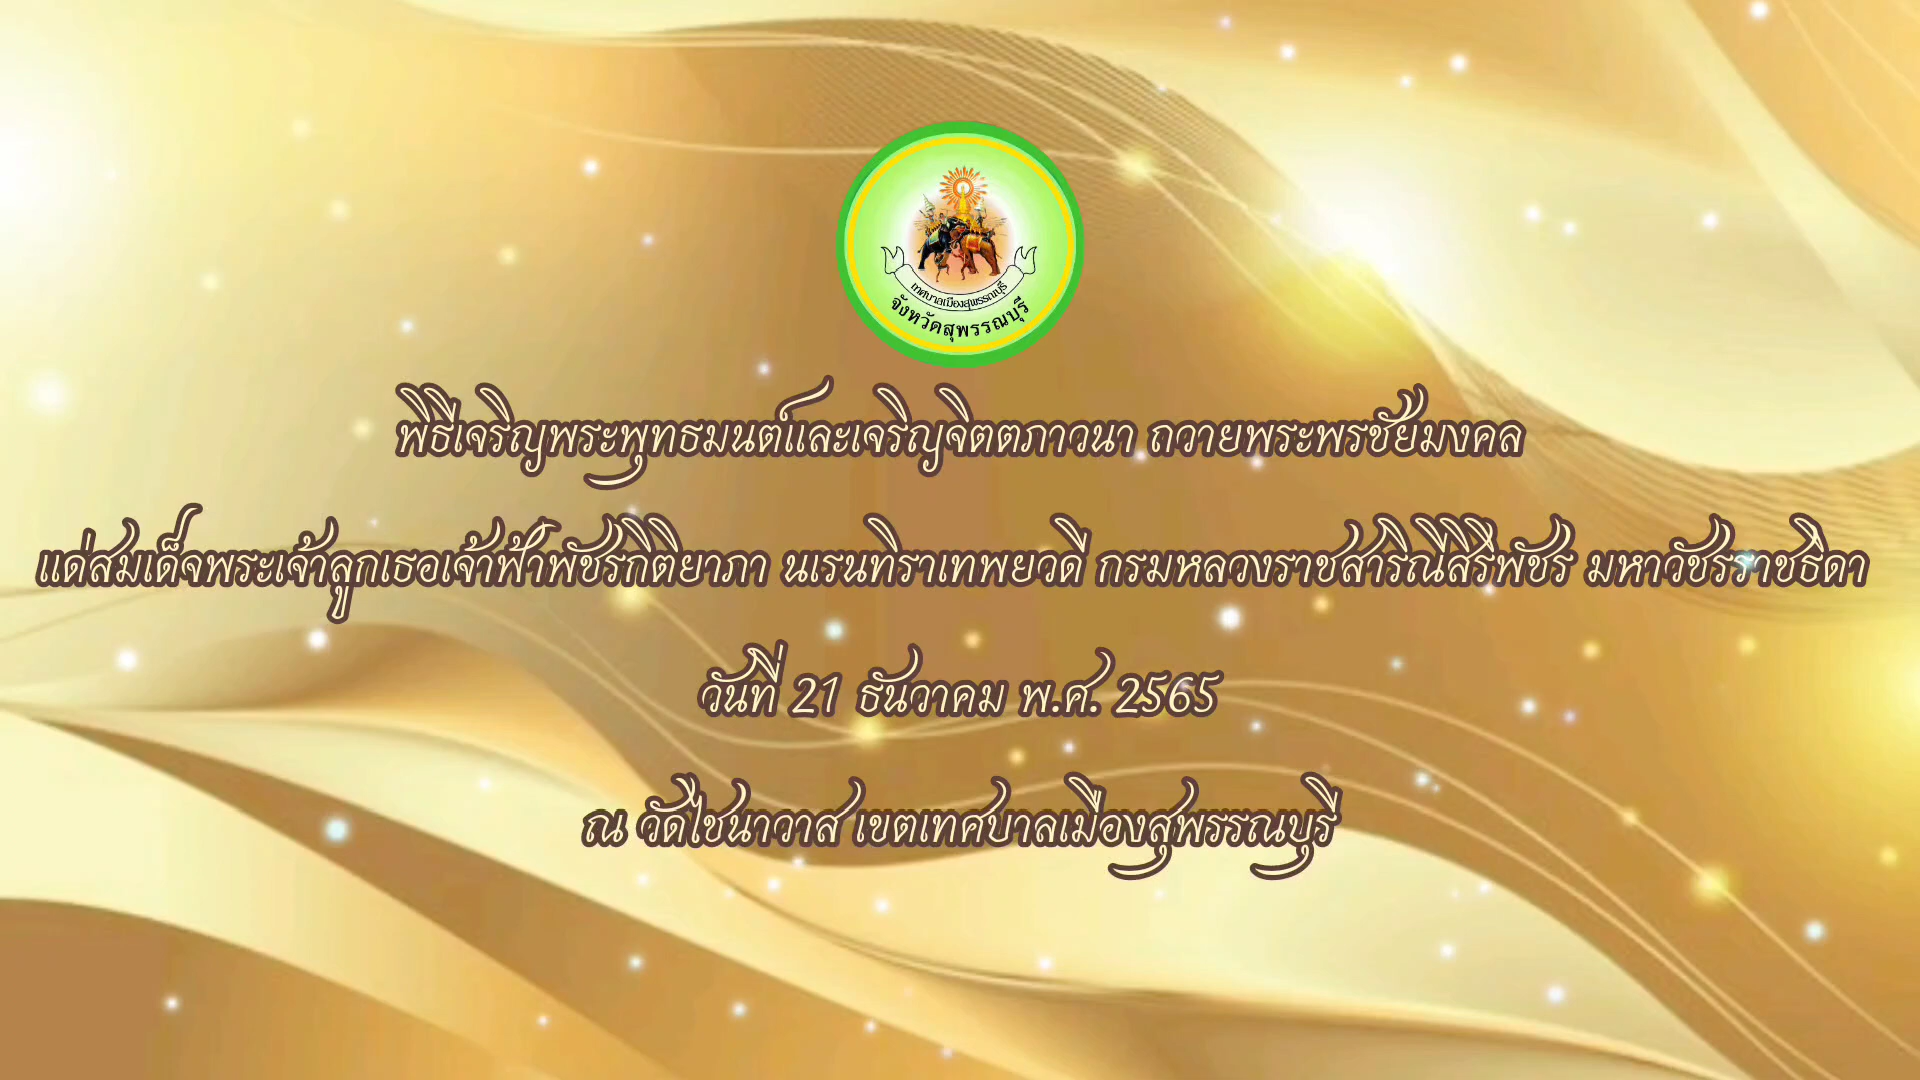 เทศบาลเมืองสุพรรณบุรี
จังหวัดสุพรรณบุรี
พิธีเจริญพระพุทธมนต์และเจริญจิตตภาวนา ถวายพระพรชัยมงคล
แด่สมเด็จพระเจ้าลูกเธอเจ้าฟ้าพัชรกิติยาภา นเรนทิราเทพยวดี กรมหลวงราชสาริณีสิริพัชร มหาวัชรราชธิดา
วันที่ 21 ธันวาคม พ.ศ. 2565
ณ วัดไชนาวาส เขตเทศบาลเมืองสุพรรณบุรี